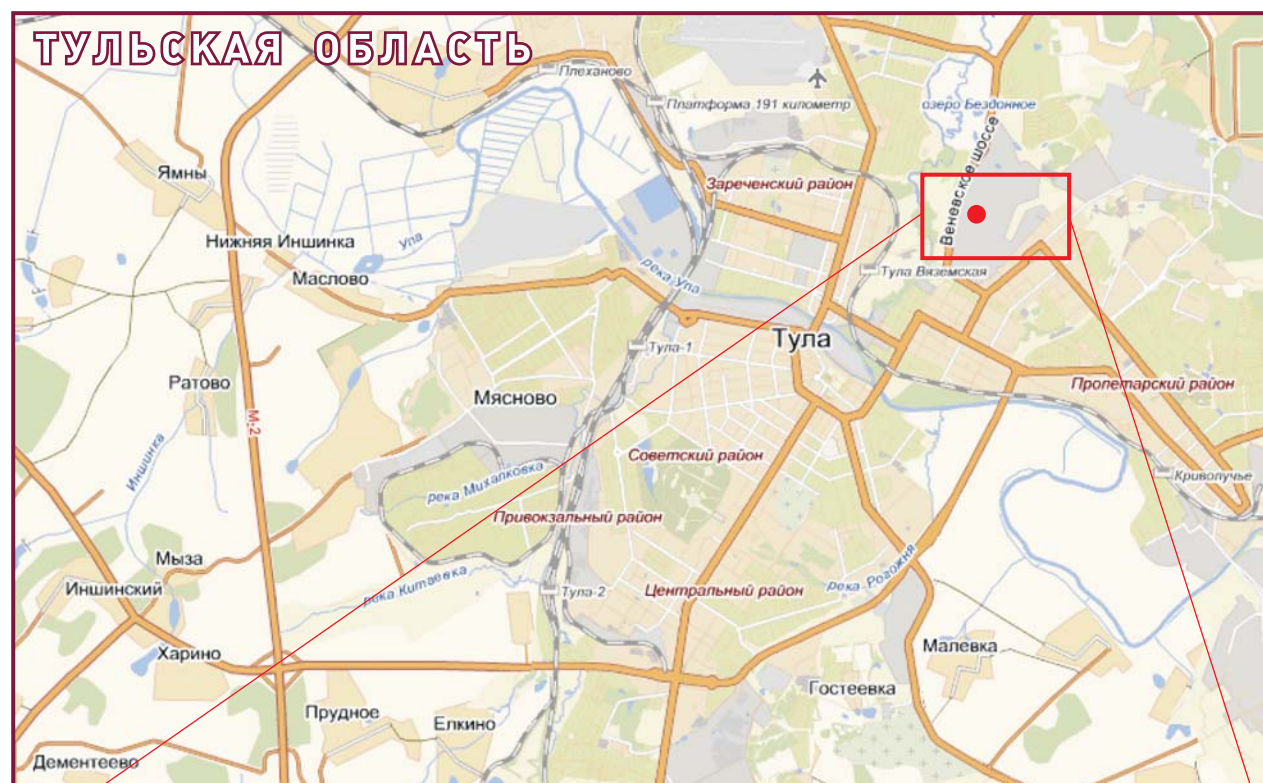 ТУЛЬСКАЯ ОБЛАСТЬ
Плеханово
Платформа 191 километр
озеро Бездонное
Веневское шоссе
Ямны
Зареченский район
Нижняя Иншинка
Упа
Маслово
река Упа
Тула Вяземская
Тула
Тула-1
Ратово
Мясново
Пролетарский район
М-2
Иншинка
Советский район
река Михалковка
Криволучье
Привокзальный район
Мыза
Иншинский
река Китаевка
Тула-2
Центральный район
река Рогожня
Харино
Малевка
Гостеевка
Прудное
Елкино
Дементеево